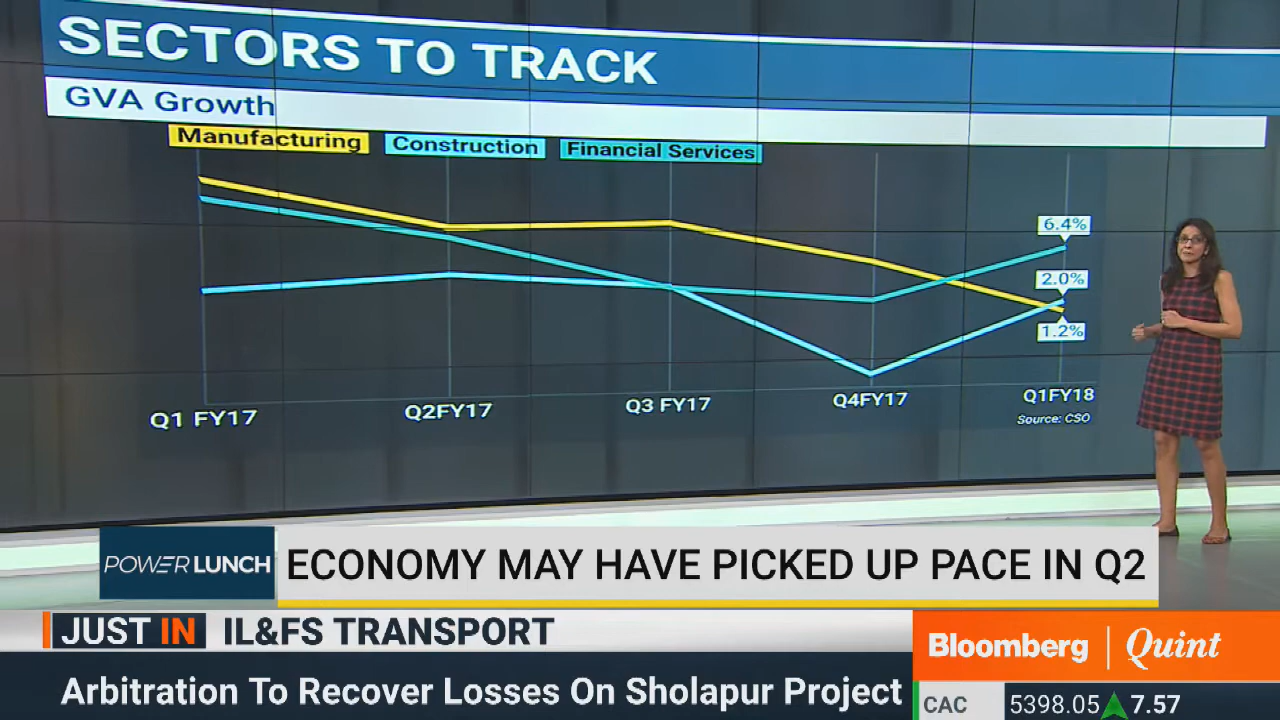 SECTORS TO TRACK
GVA Growth
Manufacturing
Construction
Financial Services
6.4%
2.0%
1.2%
Q1 FY17
Q2FY17
Q3 FY17
Q4FY17
Q1FY18
Source: CSO
POWER LUNCH
ECONOMY MAY HAVE PICKED UP PACE IN Q2
JUST IN
IL&FS TRANSPORT
Arbitration To Recover Losses On Sholapur Project
Bloomberg | Quint
CAC
5398.05
7.57